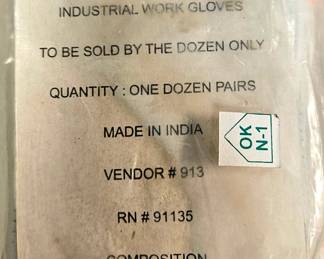 INDUSTRIAL WORK GLOVES
TO BE SOLD BY THE DOZEN ONLY
QUANTITY : ONE DOZEN PAIRS
MADE IN INDIA
OK
N-1
VENDOR # 913
RN # 91135
COMPOSITION